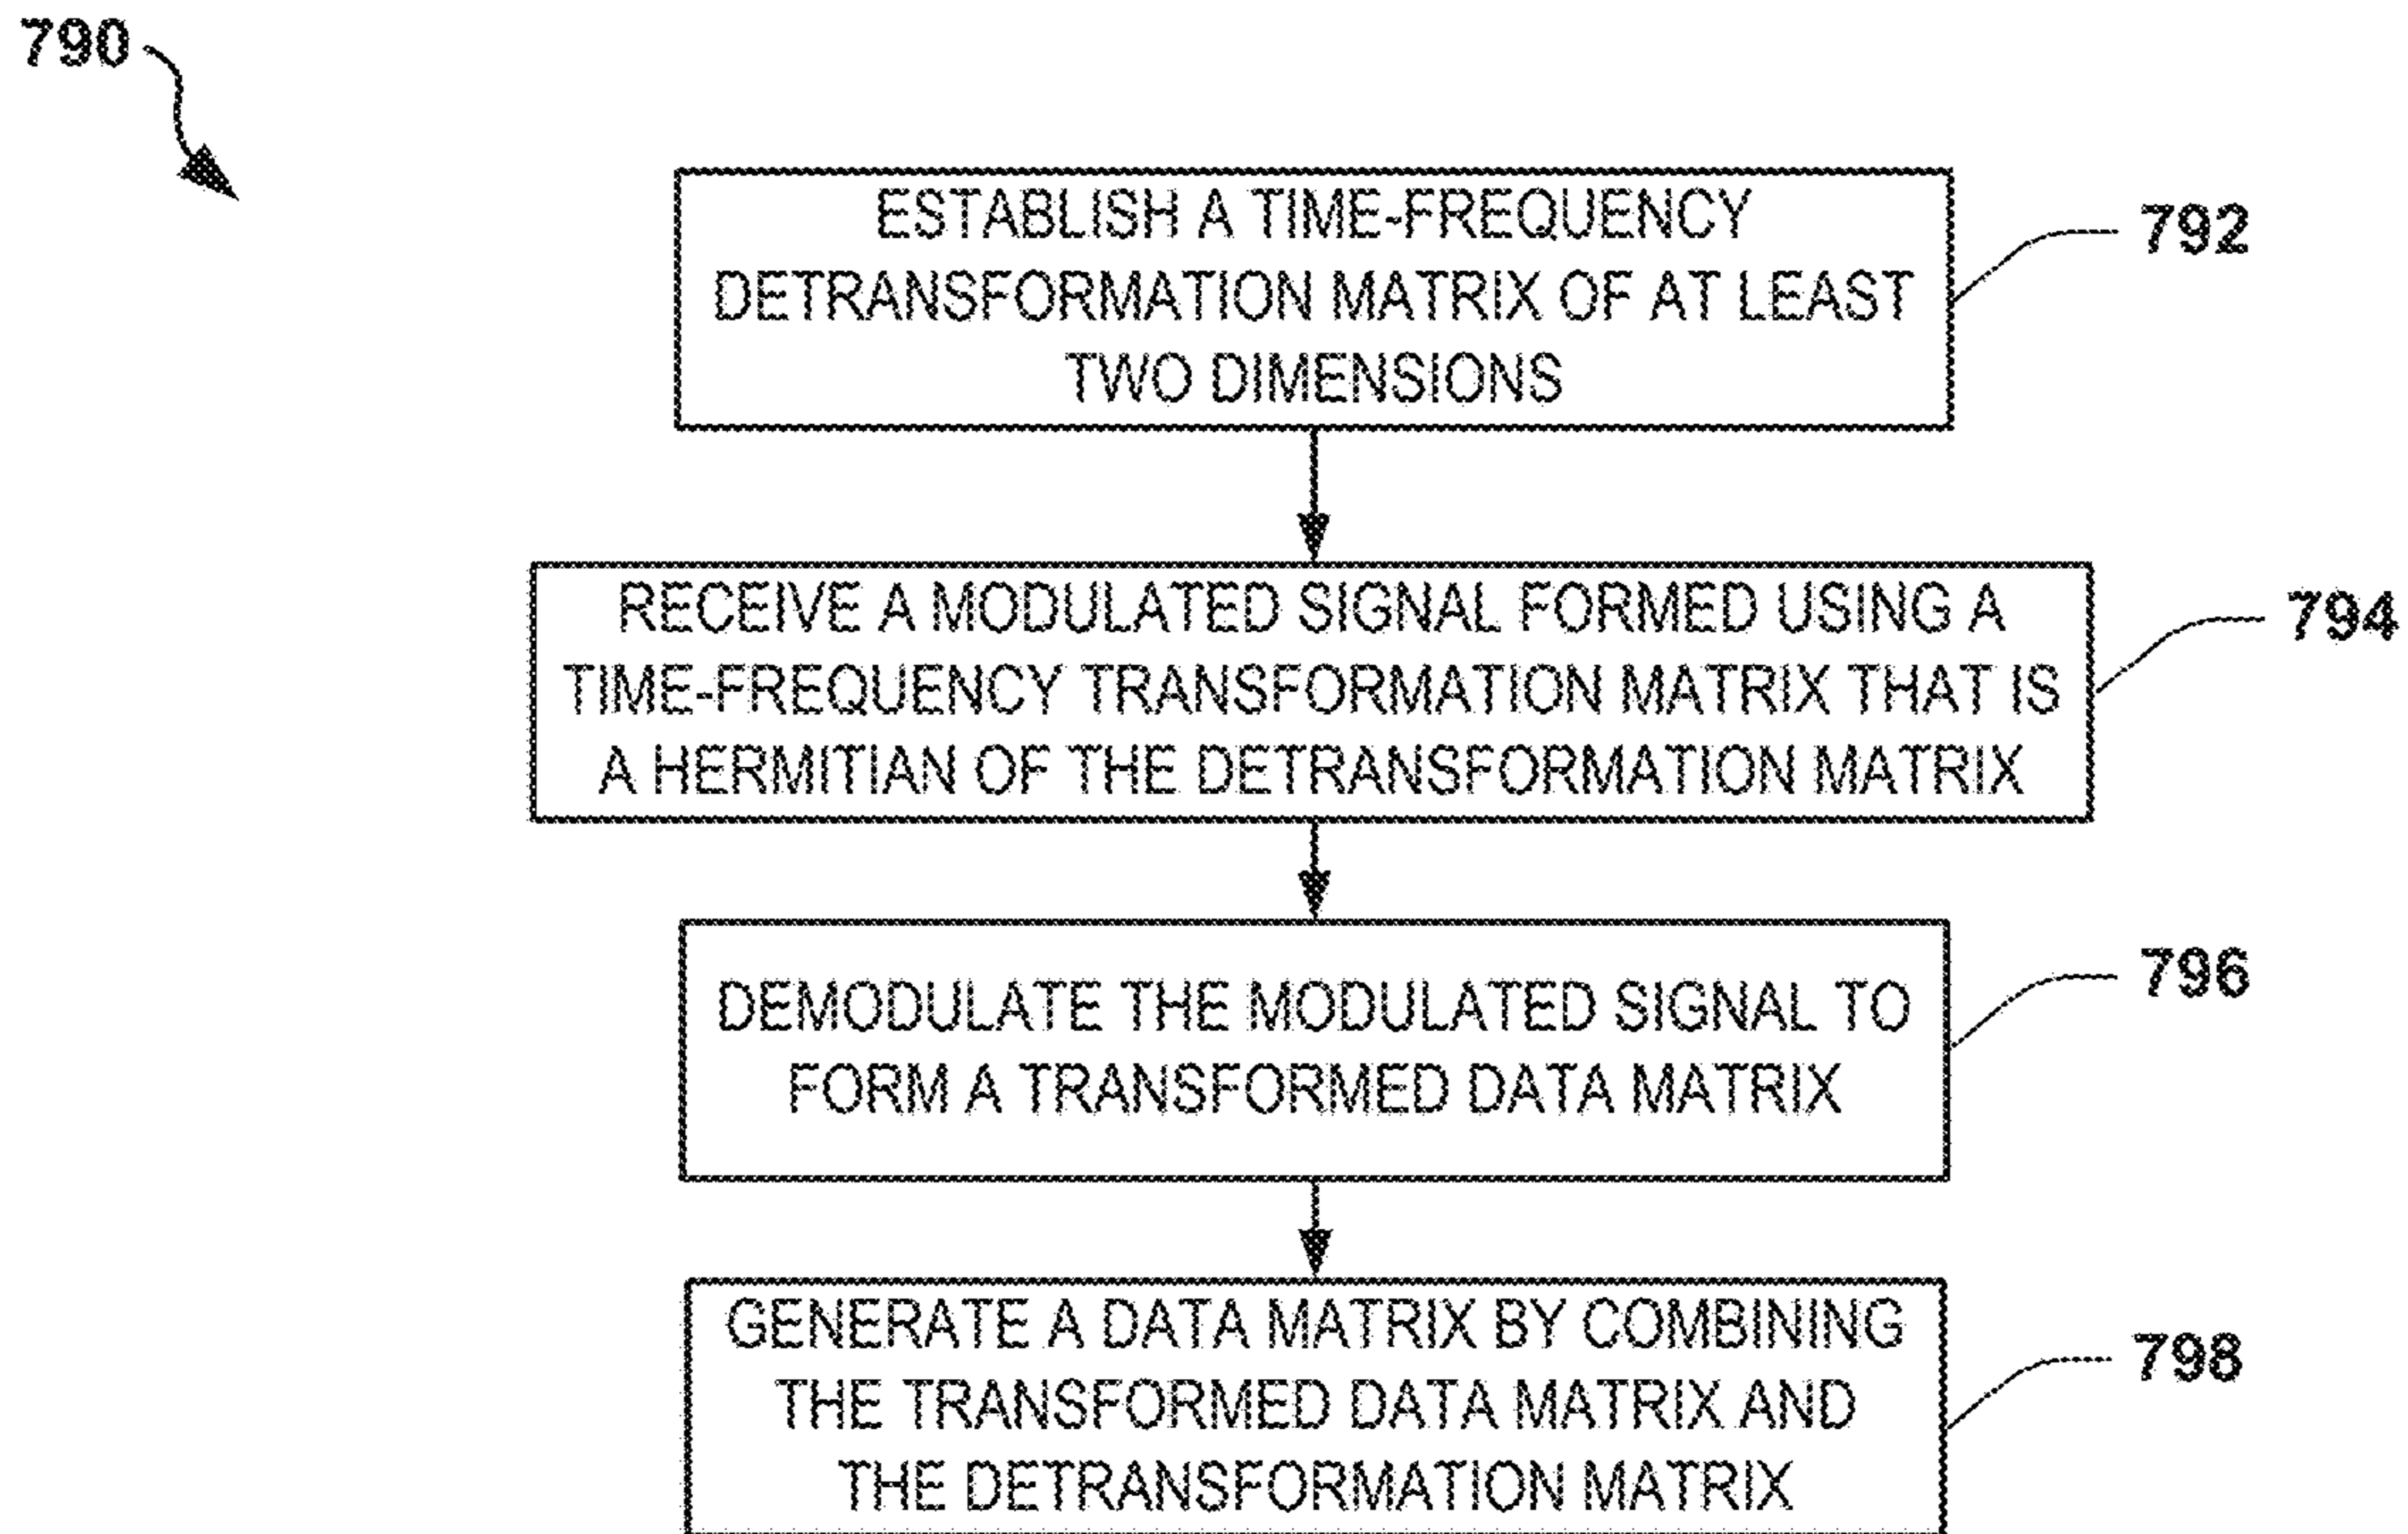 790
ESTABLISH A TIME-FREQUENCY
DETRANSFORMATION MATRIX OF AT LEAST
TWO DIMENSIONS
792
RECEIVE A MODULATED SIGNAL FORMED USING A
TIME-FREQUENCY TRANSFORMATION MATRIX THAT IS
A HERMITIAN OF THE DETRANSFORMATION MATRIX
794
DEMODULATE THE MODULATED SIGNAL TO
FORM A TRANSFORMED DATA MATRIX
796
GENERATE A DATA MATRIX BY COMBINING
THE TRANSFORMED DATA MATRIX AND
THE DETRANSFORMATION MATRIX
798